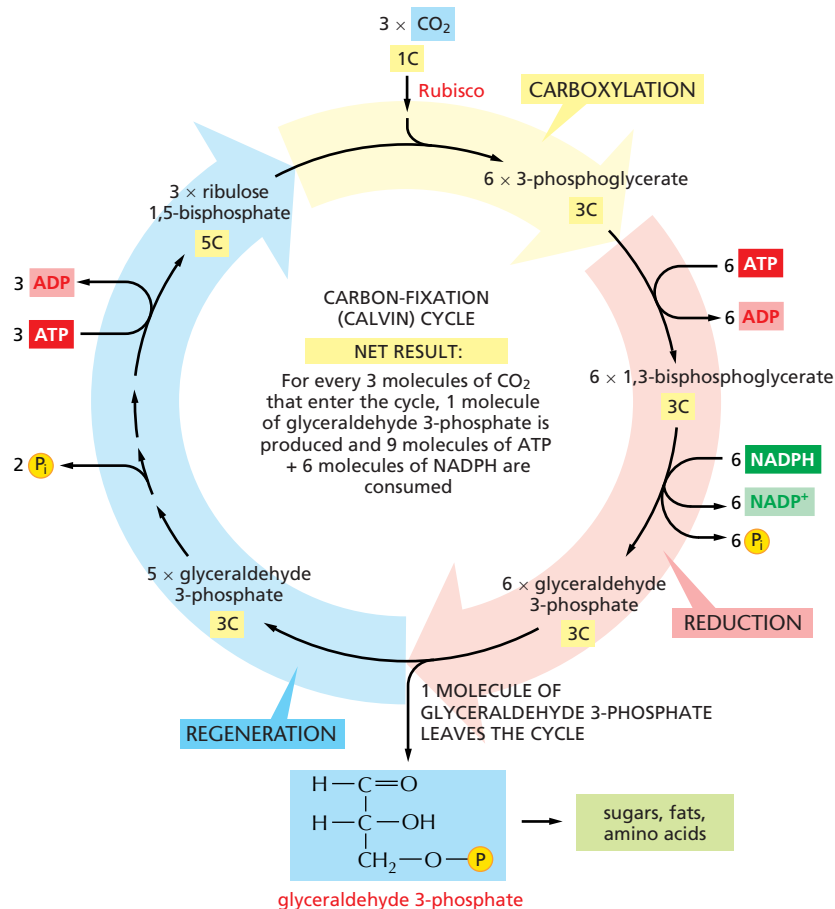 3 × CO₂
1C
Rubisco
CARBOXYLATION
6 × 3-phosphoglycerate
3C
6 ATP
6 ADP
6 × 1,3-bisphosphoglycerate
3C
6 NADPH
6 NADP⁺
6 Pi
REDUCTION
6 × glyceraldehyde
3-phosphate
3C
1 MOLECULE OF
GLYCERALDEHYDE 3-PHOSPHATE
LEAVES THE CYCLE
REGENERATION
5 × glyceraldehyde
3-phosphate
3C
2 Pi
3 ATP
3 ADP
3 × ribulose
1,5-bisphosphate
5C
CARBON-FIXATION
(CALVIN) CYCLE
NET RESULT:
For every 3 molecules of CO₂
that enter the cycle, 1 molecule
of glyceraldehyde 3-phosphate is
produced and 9 molecules of ATP
+ 6 molecules of NADPH are
consumed
H—C=O
H—C—OH
CH₂—O—P
glyceraldehyde 3-phosphate
sugars, fats,
amino acids